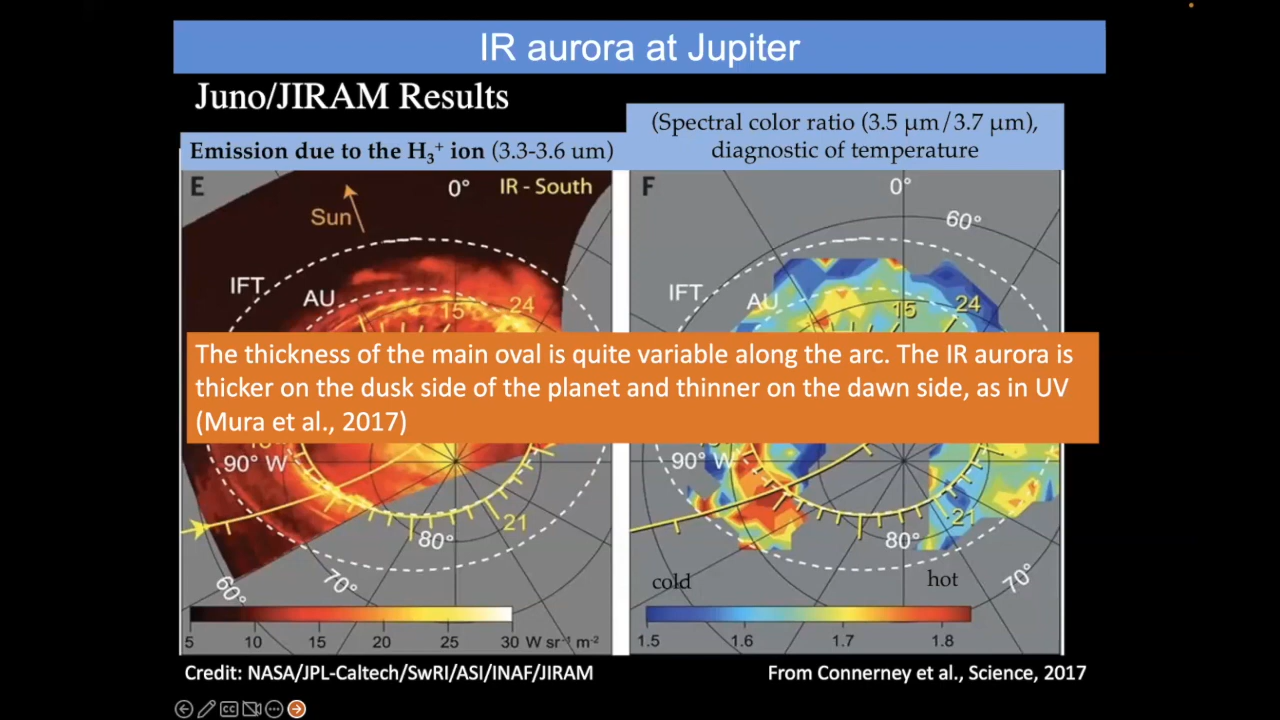 IR aurora at Jupiter
Juno/JIRAM Results
(Spectral color ratio (3.5 µm/3.7 µm),
diagnostic of temperature
Emission due to the H₃⁺ ion (3.3-3.6 um)
E
0°
IR - South
Sun
IFT
AU
15
24
F
0°
60°
IFT
AU
15
24
The thickness of the main oval is quite variable along the arc. The IR aurora is
thicker on the dusk side of the planet and thinner on the dawn side, as in UV
(Mura et al., 2017)
90° W
21
80°
70°
60°
5 10 15 20 25 30 W sr⁻¹ m⁻²
90° W
21
80°
70°
cold
hot
1.5 1.6 1.7 1.8
Credit: NASA/JPL-Caltech/SwRI/ASI/INAF/JIRAM
From Connerney et al., Science, 2017
CC